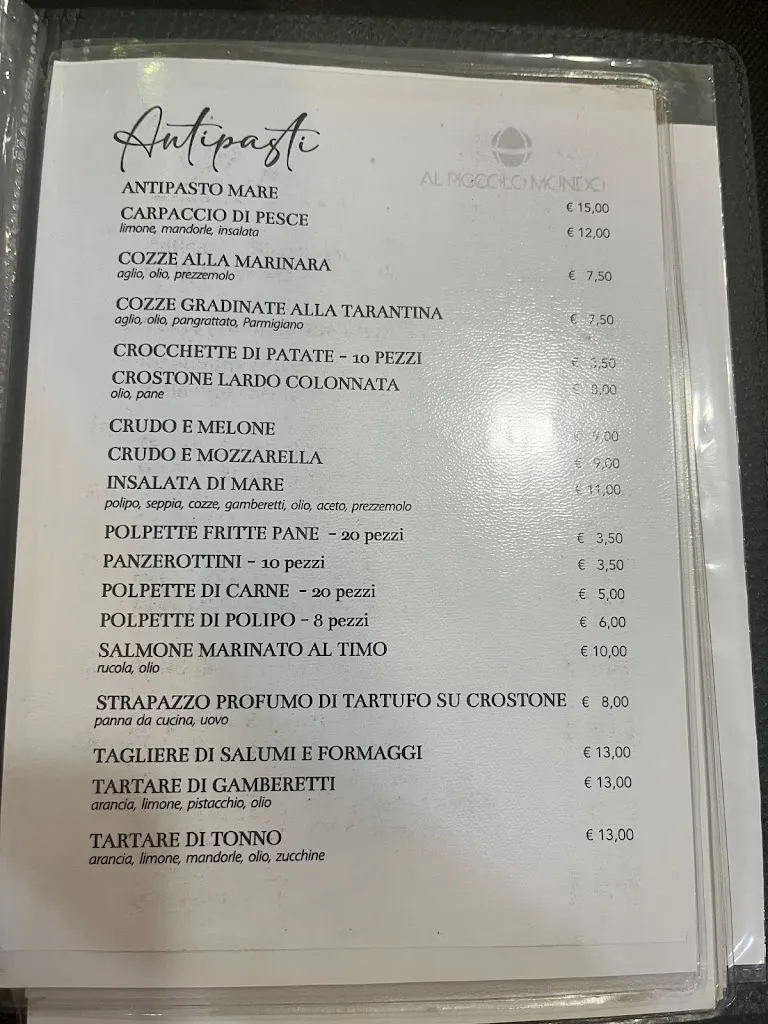 Antipasti
AL PICCOLO MONDO
ANTIPASTO MARE € 15,00
CARPACCIO DI PESCE € 12,00
limone, mandorle, insalata
COZZE ALLA MARINARA € 7,50
aglio, olio, prezzemolo
COZZE GRADINATE ALLA TARANTINA € 7,50
aglio, olio, pangrattato, Parmigiano
CROCCHETTE DI PATATE - 10 PEZZI € 3,50
CROSTONE LARDO COLONNATA €
olio, pane
CRUDO E MELONE € 9,00
CRUDO E MOZZARELLA € 9,00
INSALATA DI MARE € 11,00
polipo, seppia, cozze, gamberetti, olio, aceto, prezzemolo
POLPETTE FRITTE PANE - 20 pezzi € 3,50
PANZEROTTINI - 10 pezzi € 3,50
POLPETTE DI CARNE - 20 pezzi € 5,00
POLPETTE DI POLIPO - 8 pezzi € 6,00
SALMONE MARINATO AL TIMO € 10,00
rucola, olio
STRAPAZZO PROFUMO DI TARTUFO SU CROSTONE € 8,00
panna da cucina, uovo
TAGLIERE DI SALUMI E FORMAGGI € 13,00
TARTARE DI GAMBERETTI € 13,00
arancia, limone, pistacchio, olio
TARTARE DI TONNO € 13,00
arancia, limone, mandorle, olio, zucchine